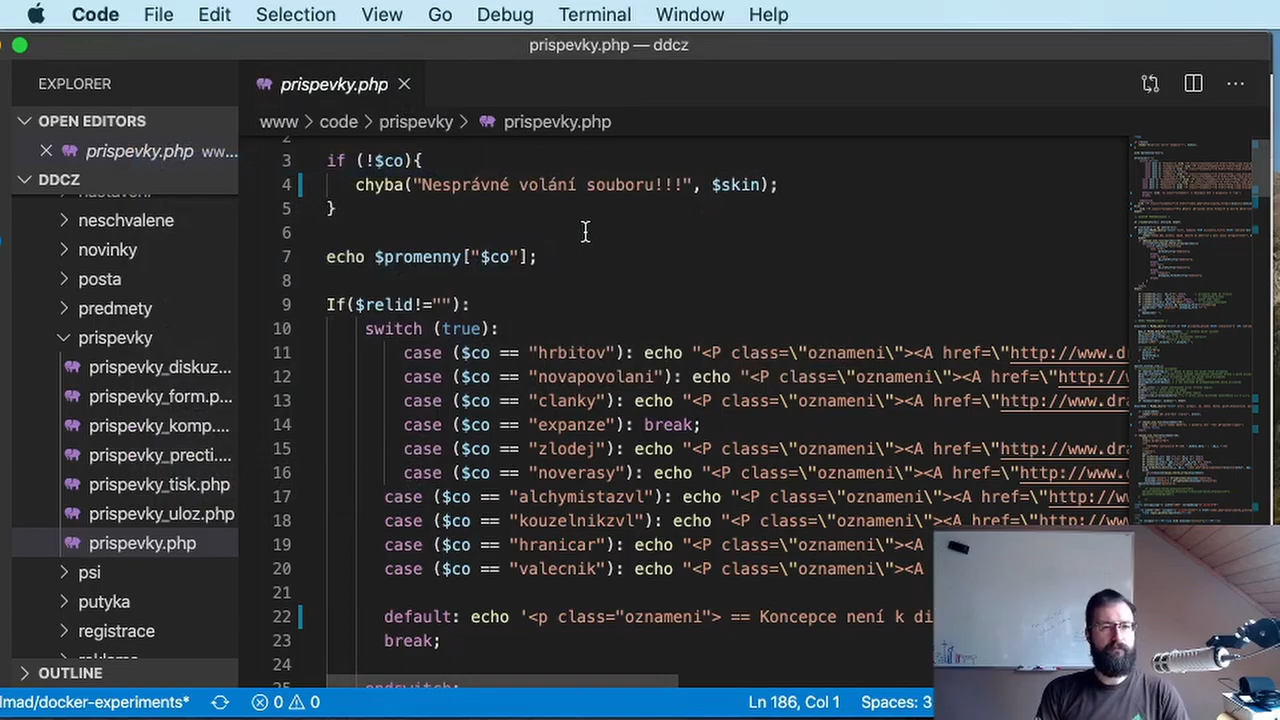 Code File Edit Selection View Go Debug Terminal Window Help
prispevky.php — ddcz
EXPLORER
prispevky.php
OPEN EDITORS
www > code > prispevky > prispevky.php
prispevky.php www...
DDCZ
neschvalene
novinky
posta
predmety
prispevky
prispevky_diskuz...
prispevky_form.p...
prispevky_komp....
prispevky_precti....
prispevky_tisk.php
prispevky_uloz.php
prispevky.php
psi
putyka
registrace
OUTLINE
2
3 if (!$co){
4 chyba("Nesprávné volání souboru!!!", $skin);
5 }
6
7 echo $promenny["$co"];
8
9 If($relid!=""):
10 switch (true):
11 case ($co == "hrbitov"): echo "<P class=\"oznameni\"><A href=\"http://www.dr
12 case ($co == "novapovolani"): echo "<P class=\"oznameni\"><A href=\"http://
13 case ($co == "clanky"): echo "<P class=\"oznameni\"><A href=\"http://www.dra
14 case ($co == "expanze"): break;
15 case ($co == "zlodej"): echo "<P class=\"oznameni\"><A href=\"http://www.dra
16 case ($co == "noverasy"): echo "<P class=\"oznameni\"><A href=\"http://www.d
17 case ($co == "alchymistazvl"): echo "<P class=\"oznameni\"><A href=\"http://
18 case ($co == "kouzelnikzvl"): echo "<P class=\"oznameni\"><A href=\"http://w
19 case ($co == "hranicar"): echo "<P class=\"oznameni\"><A
20 case ($co == "valecnik"): echo "<P class=\"oznameni\"><A
21
22 default: echo '<p class="oznameni"> == Koncepce není k di
23 break;
24
25 endswitch;
lmad/docker-experiments* 0 0 Ln 186, Col 1 Spaces: 3